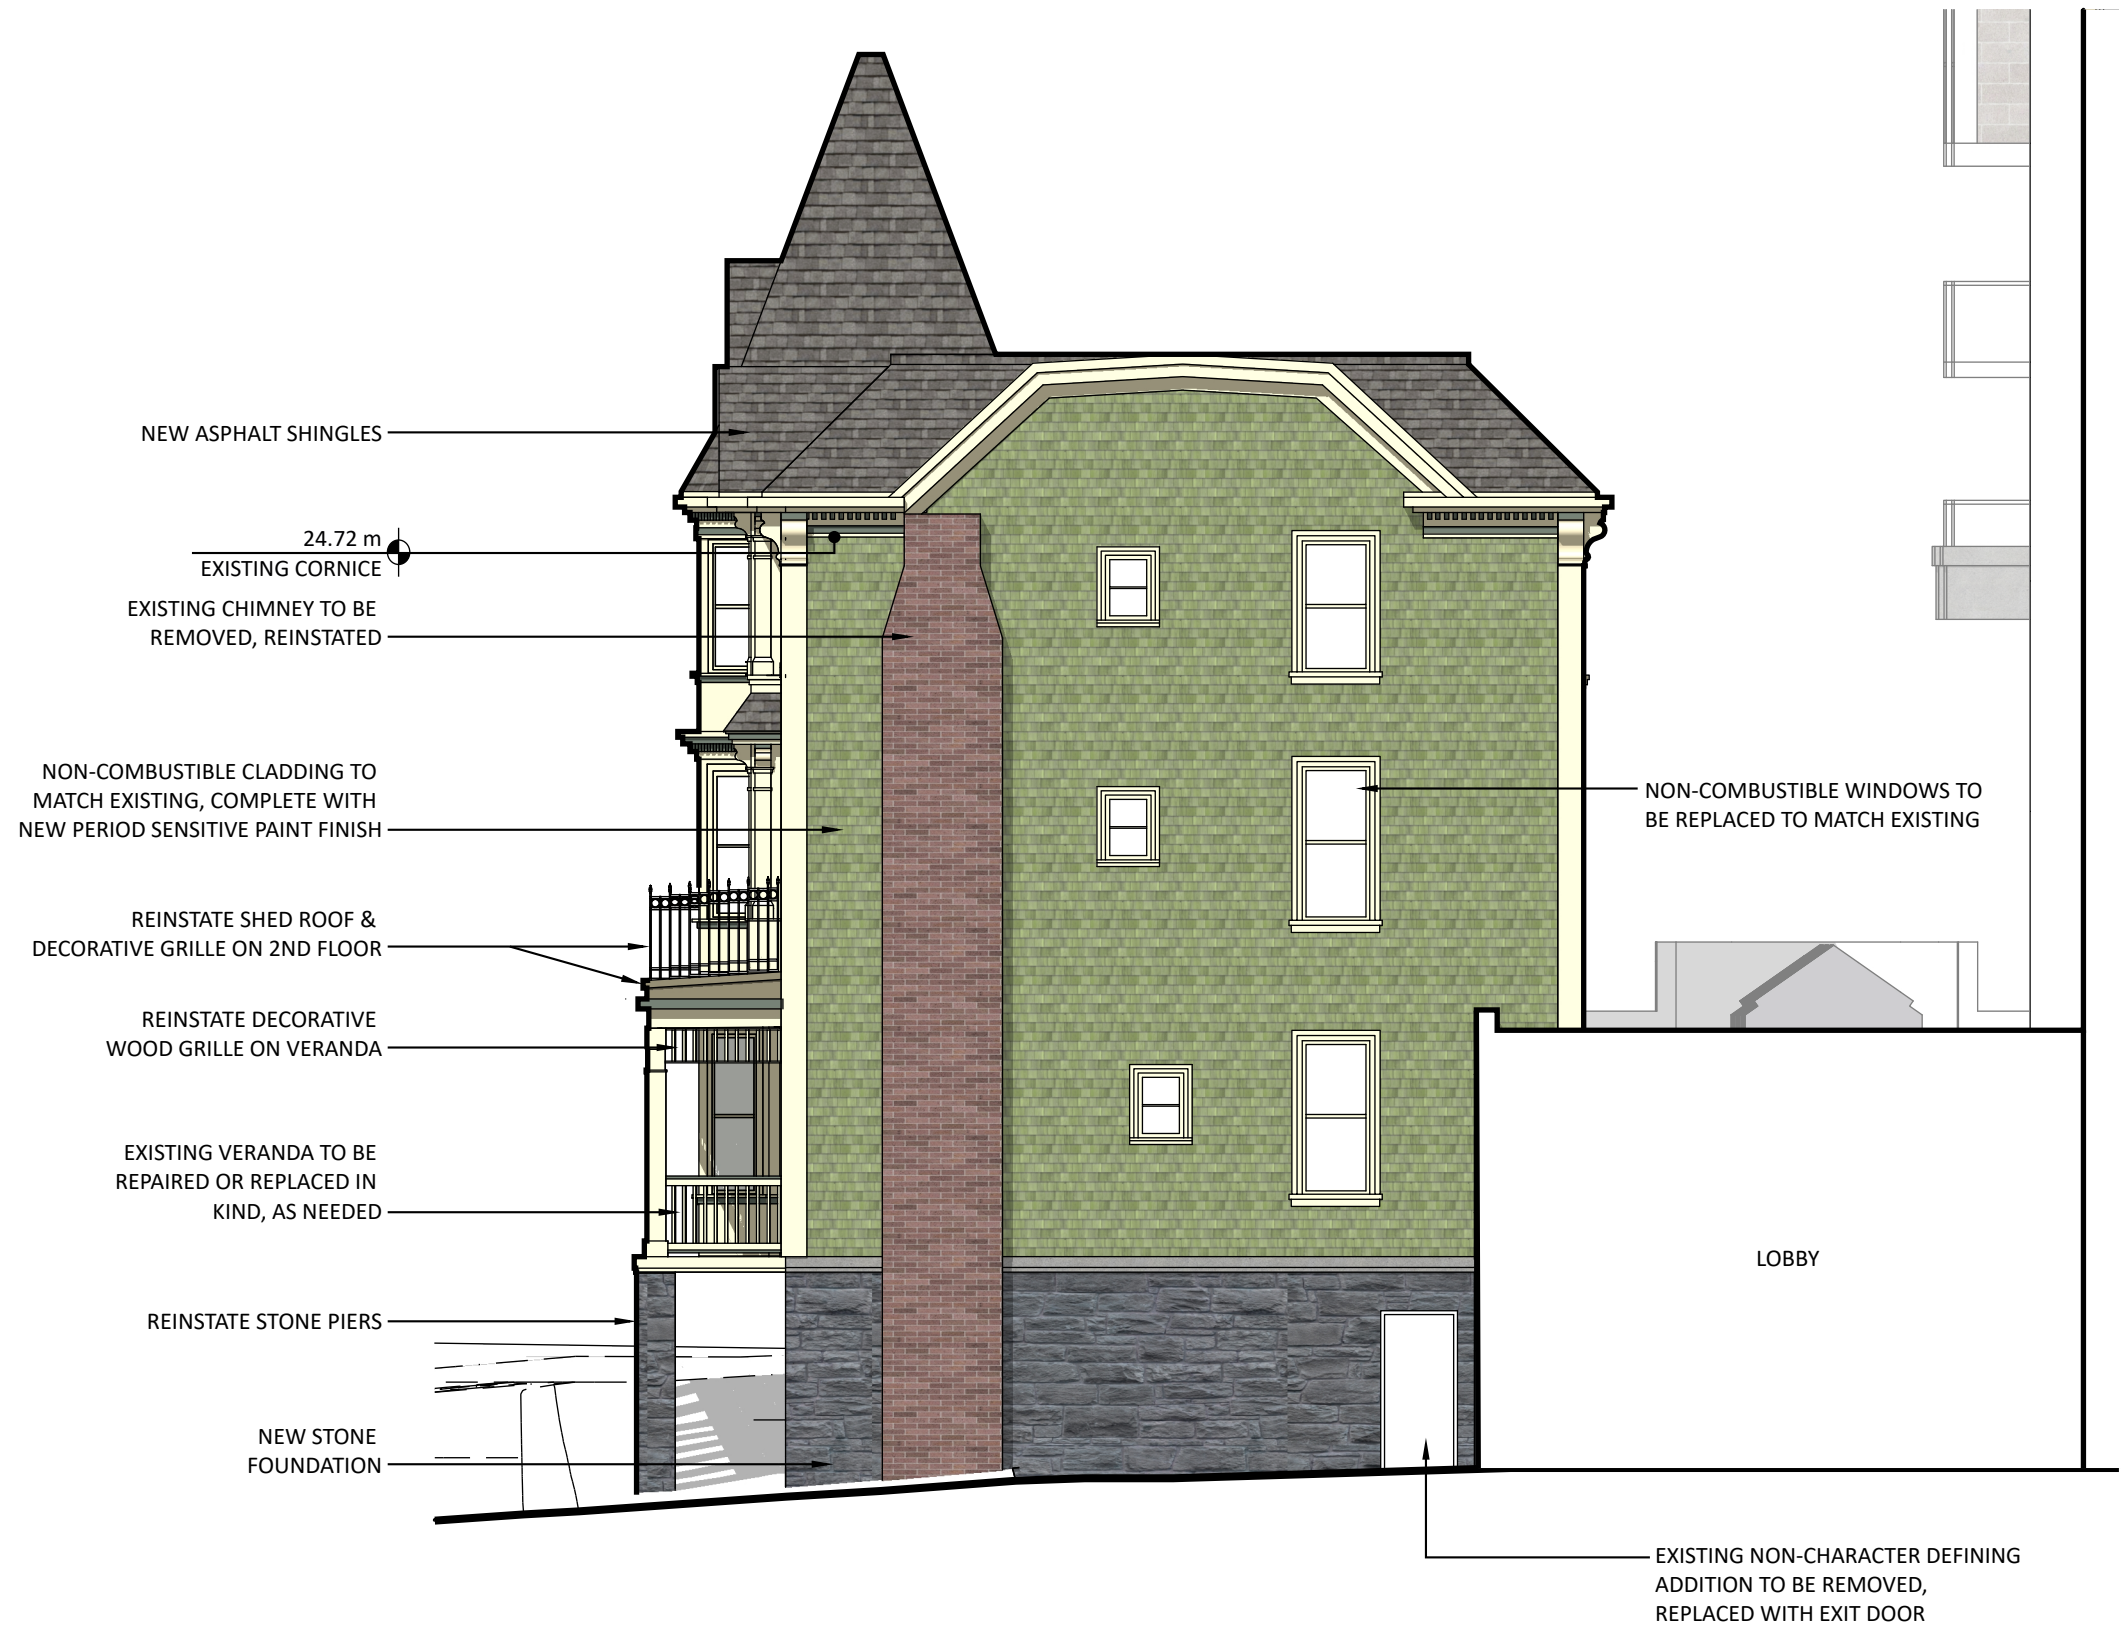 NEW ASPHALT SHINGLES
24.72 m
EXISTING CORNICE
EXISTING CHIMNEY TO BE
REMOVED, REINSTATED
NON-COMBUSTIBLE CLADDING TO
MATCH EXISTING, COMPLETE WITH
NEW PERIOD SENSITIVE PAINT FINISH
REINSTATE SHED ROOF &
DECORATIVE GRILLE ON 2ND FLOOR
REINSTATE DECORATIVE
WOOD GRILLE ON VERANDA
EXISTING VERANDA TO BE
REPAIRED OR REPLACED IN
KIND, AS NEEDED
REINSTATE STONE PIERS
NEW STONE
FOUNDATION
NON-COMBUSTIBLE WINDOWS TO
BE REPLACED TO MATCH EXISTING
LOBBY
EXISTING NON-CHARACTER DEFINING
ADDITION TO BE REMOVED,
REPLACED WITH EXIT DOOR